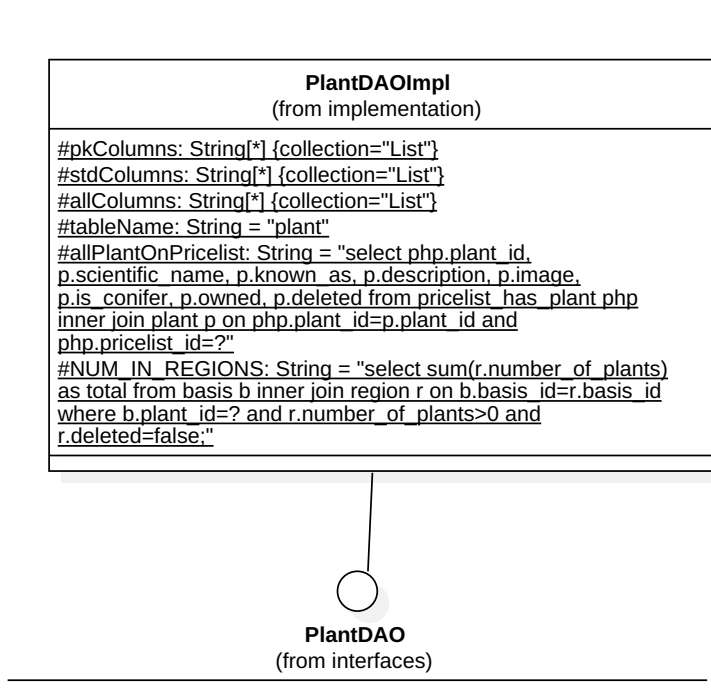 PlantDAOImpl
(from implementation)
#pkColumns: String[*] {collection="List"}
#stdColumns: String[*] {collection="List"}
#allColumns: String[*] {collection="List"}
#tableName: String = "plant"
#allPlantOnPricelist: String = "select php.plant_id,
p.scientific_name, p.known_as, p.description, p.image,
p.is_conifer, p.owned, p.deleted from pricelist_has_plant php
inner join plant p on php.plant_id=p.plant_id and
php.pricelist_id=?"
#NUM_IN_REGIONS: String = "select sum(r.number_of_plants)
as total from basis b inner join region r on b.basis_id=r.basis_id
where b.plant_id=? and r.number_of_plants>0 and
r.deleted=false;"
PlantDAO
(from interfaces)